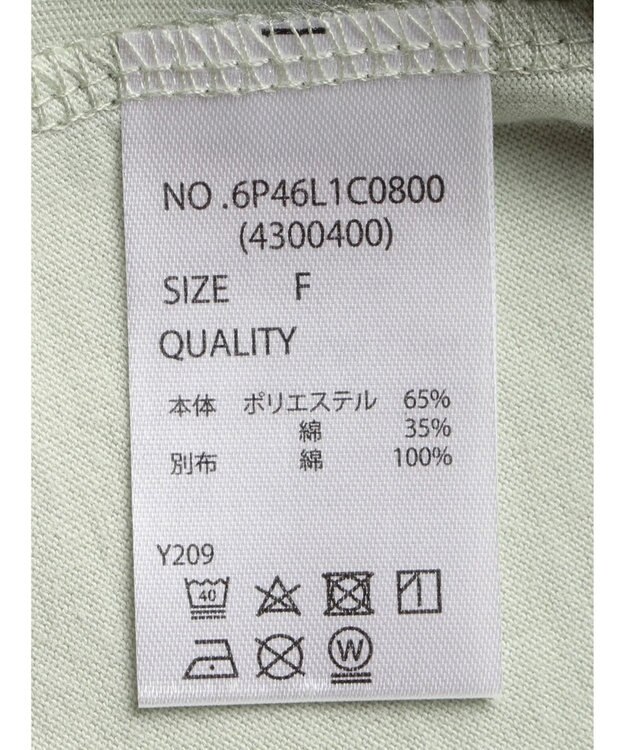 NO .6P46L1C0800
(4300400)
SIZE F
QUALITY
本体 ポリエステル 65%
綿 35%
別布 綿 100%
Y209
40
W